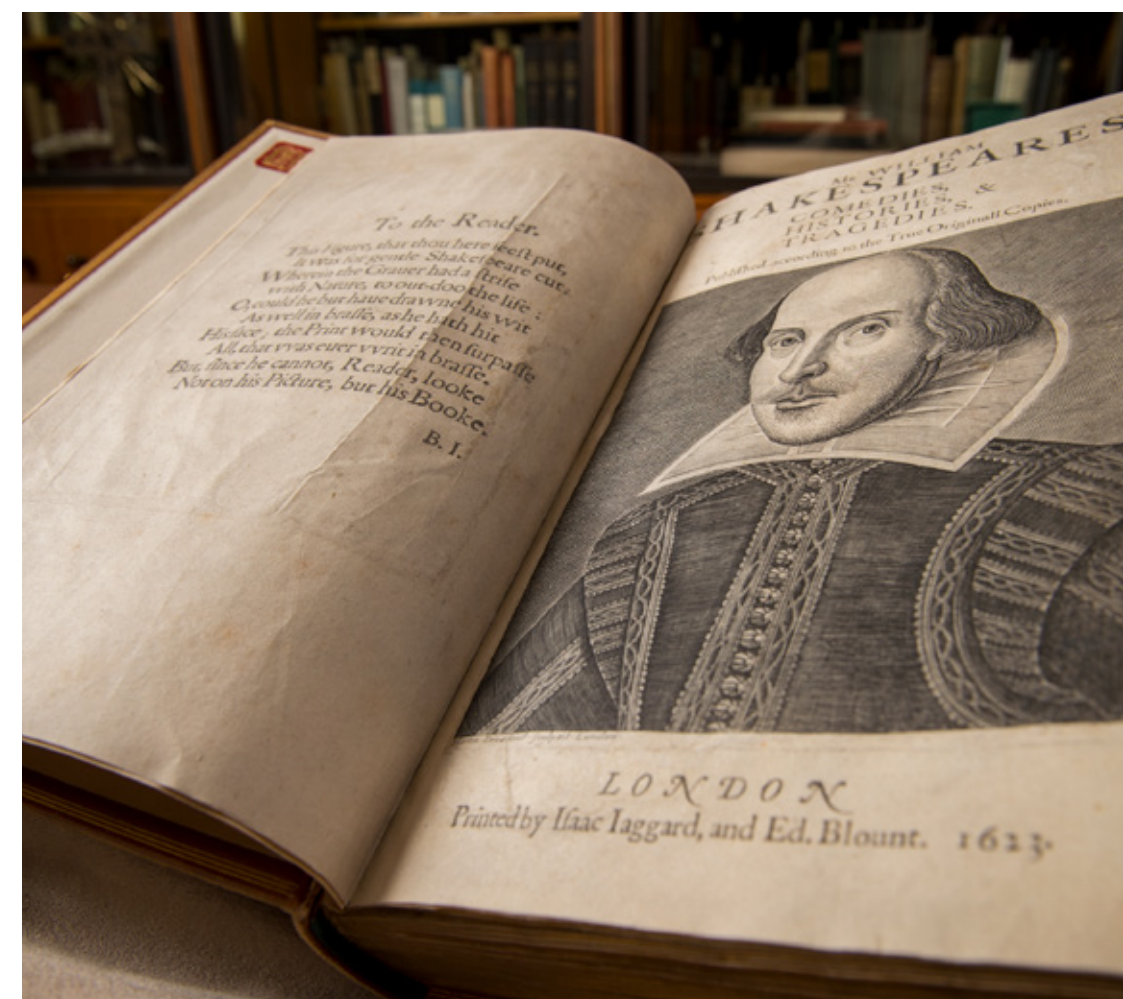 To the Reader.
This Figure, that thou here seest put,
It was for gentle Shakespeare cut;
Wherein the Grauer had a strife
with Nature, to out-doo the life :
O, could he but haue dravvne his vvit
As well in brasse, as he hath hit
His face ; the Print would then surpasse
All, that vvas euer vvrit in brasse.
But, since he cannot, Reader, looke
Not on his Picture, but his Booke.
B. I.
Mr. WILLIAM
SHAKESPEARES
COMEDIES,
HISTORIES, &
TRAGEDIES.
Published according to the True Originall Copies.
LONDON
Printed by Isaac Iaggard, and Ed. Blount. 1623.